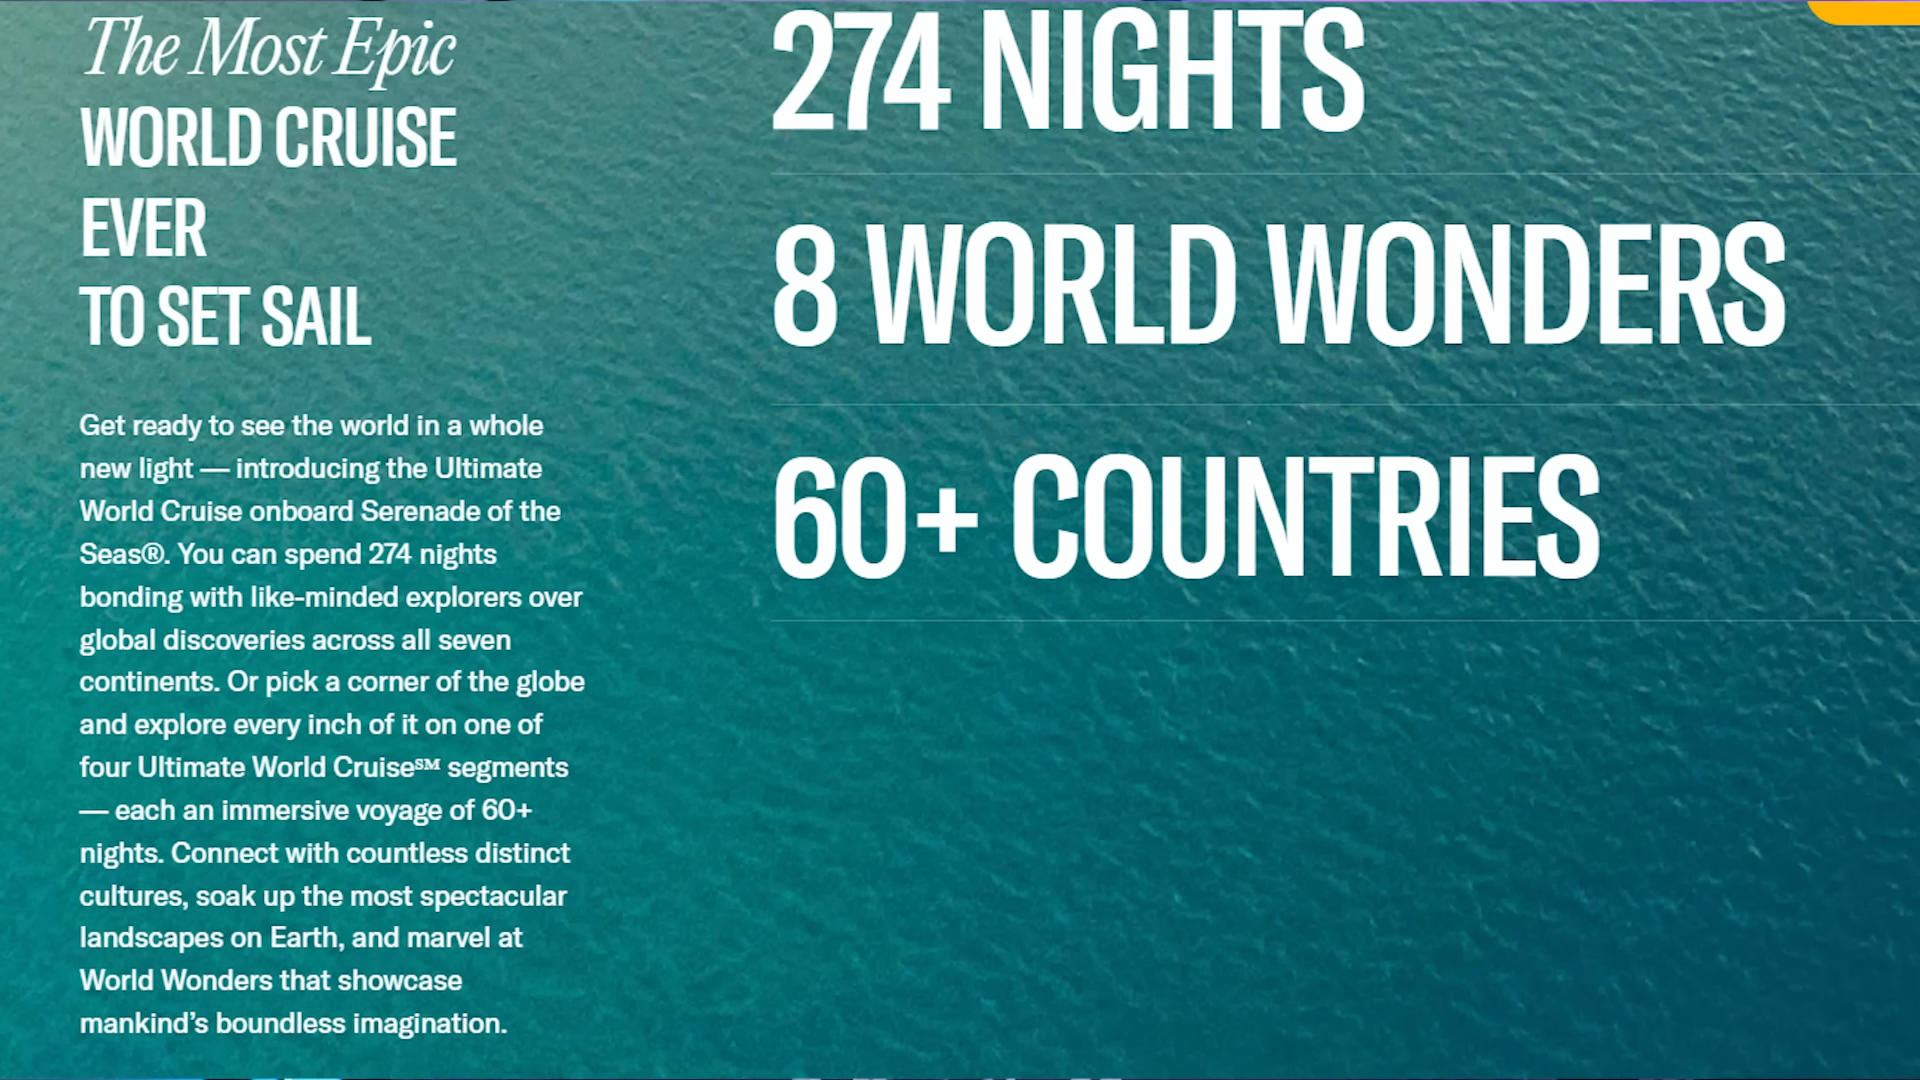 The Most Epic
WORLD CRUISE
EVER
TO SET SAIL
Get ready to see the world in a whole
new light — introducing the Ultimate
World Cruise onboard Serenade of the
Seas®. You can spend 274 nights
bonding with like-minded explorers over
global discoveries across all seven
continents. Or pick a corner of the globe
and explore every inch of it on one of
four Ultimate World Cruise℠ segments
— each an immersive voyage of 60+
nights. Connect with countless distinct
cultures, soak up the most spectacular
landscapes on Earth, and marvel at
World Wonders that showcase
mankind’s boundless imagination.
274 NIGHTS
8 WORLD WONDERS
60+ COUNTRIES